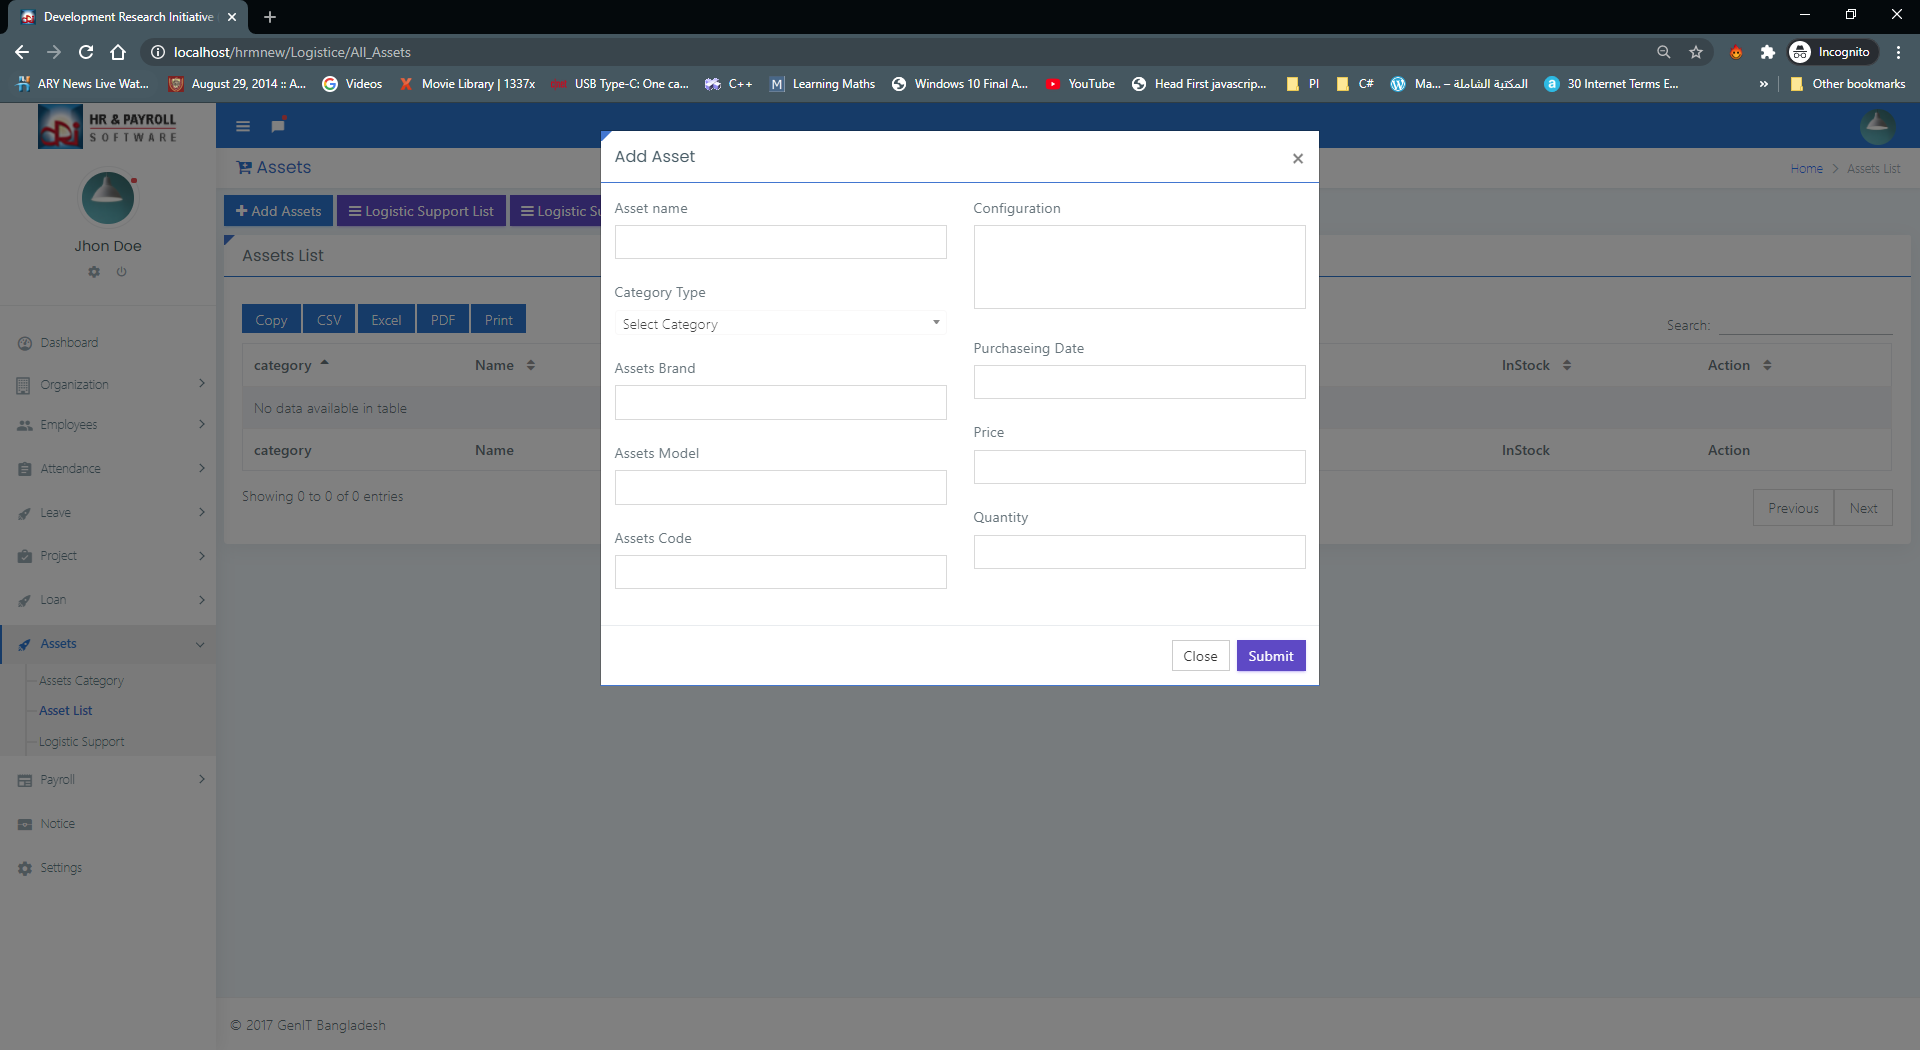 Development Research Initiative
localhost/hrmnew/Logistice/All_Assets
Incognito
ARY News Live Wat...
August 29, 2014 :: A...
Videos
Movie Library | 1337x
USB Type-C: One ca...
C++
Learning Maths
Windows 10 Final A...
YouTube
Head First javascrip...
PI
C#
Ma... – المكتبة الشاملة
30 Internet Terms E...
»
Other bookmarks
HR & PAYROLL
SOFTWARE
Jhon Doe
Dashboard
Organization
Employees
Attendance
Leave
Project
Loan
Assets
Assets Category
Asset List
Logistic Support
Payroll
Notice
Settings
Assets
Home > Assets List
Add Assets
Logistic Support List
Logistic Su
Assets List
Copy
CSV
Excel
PDF
Print
Search:
category Name InStock Action
No data available in table
category Name InStock Action
Showing 0 to 0 of 0 entries
Previous Next
Add Asset
×
Asset name
Category Type
Select Category
Assets Brand
Assets Model
Assets Code
Configuration
Purchaseing Date
Price
Quantity
Close Submit
© 2017 GenIT Bangladesh